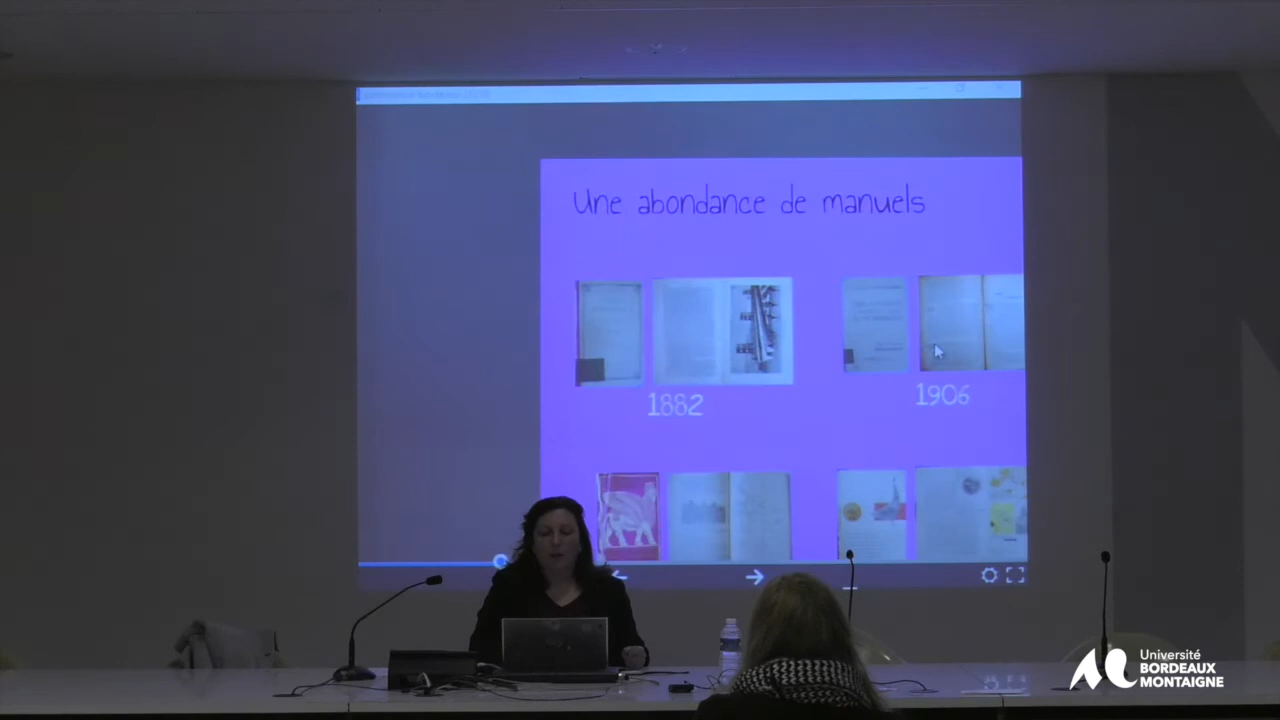 Une abondance de manuels
1882
1906
Université
BORDEAUX
MONTAIGNE